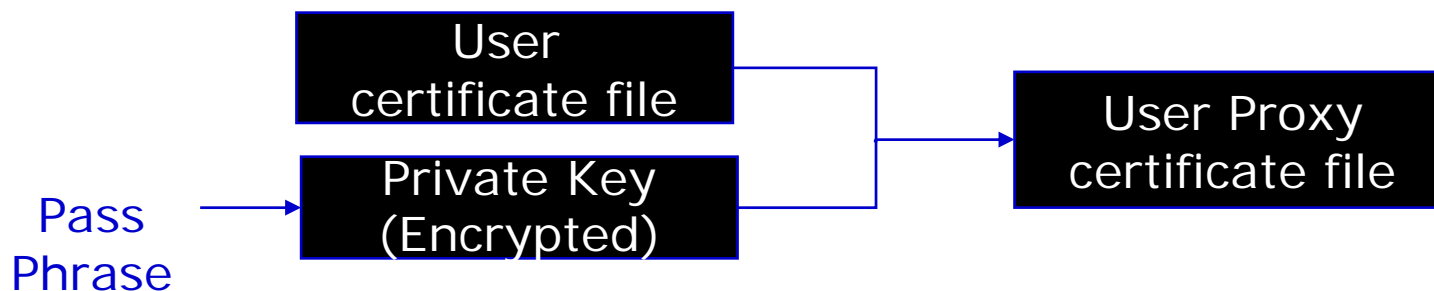 User
certificate file
Pass
Phrase
Private Key
(Encrypted)
User Proxy
certificate file